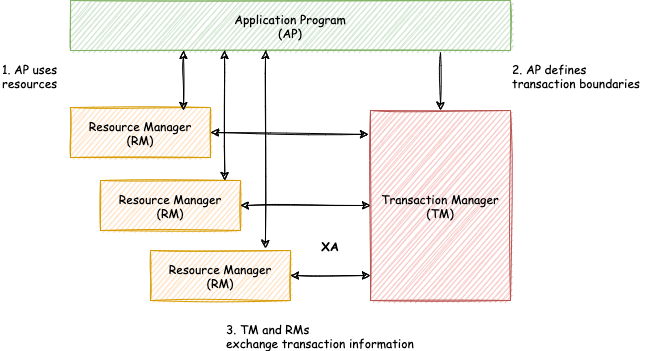 Application Program
(AP)
1. AP uses
resources
2. AP defines
transaction boundaries
Resource Manager
(RM)
Resource Manager
(RM)
Transaction Manager
(TM)
XA
Resource Manager
(RM)
3. TM and RMs
exchange transaction information